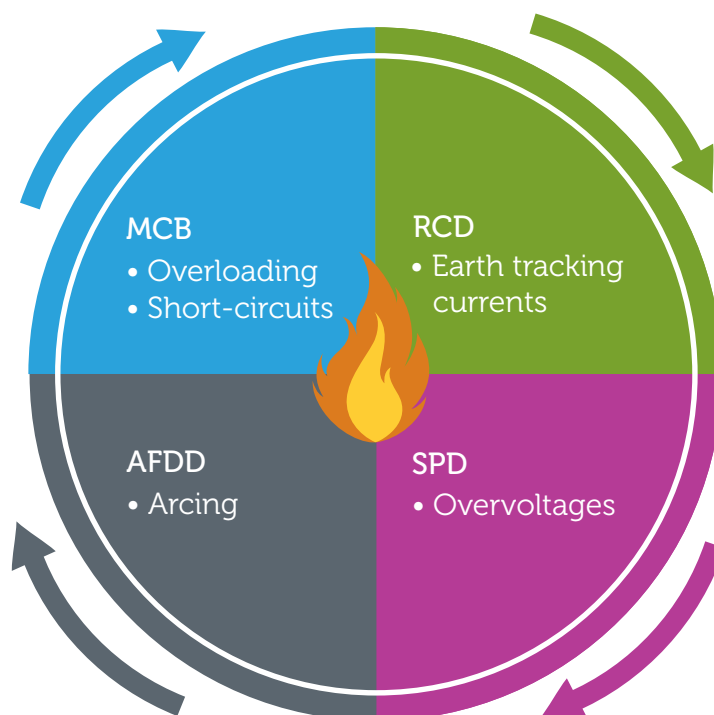 MCB
• Overloading
• Short-circuits
RCD
• Earth tracking
currents
AFDD
• Arcing
SPD
• Overvoltages